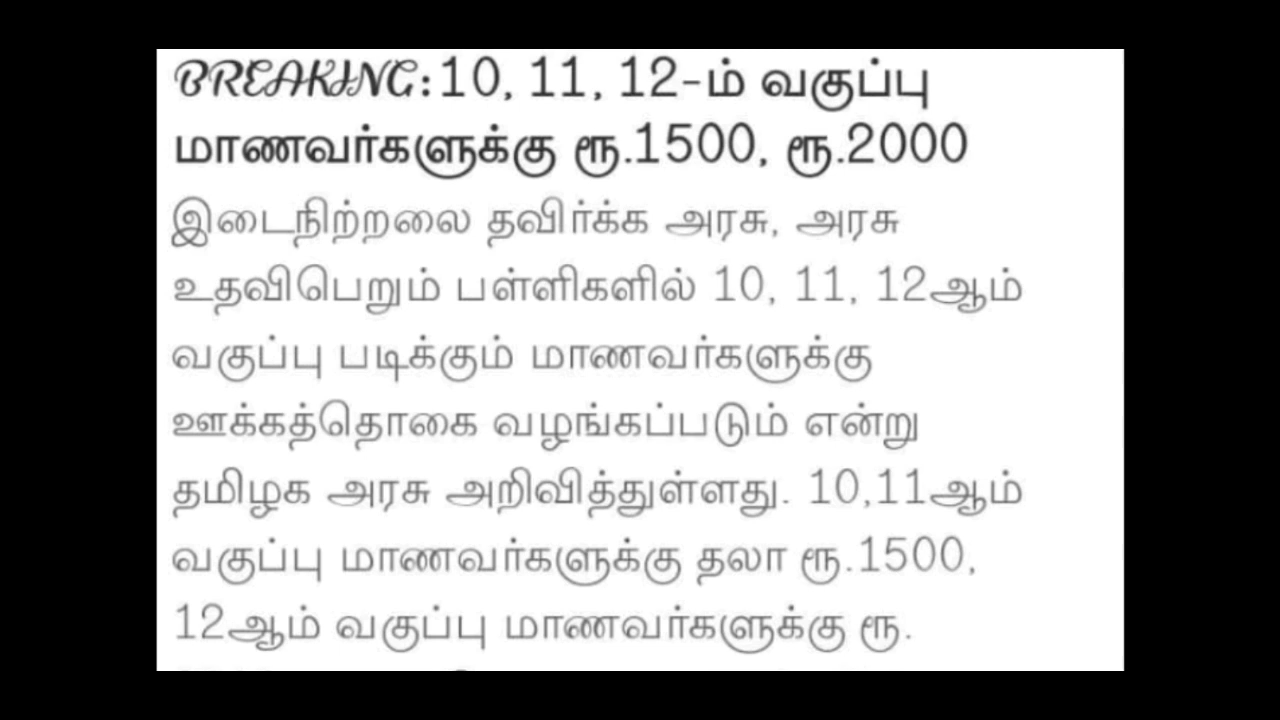 BREAKING:10, 11, 12-ம் வகுப்பு
மாணவர்களுக்கு ரூ.1500, ரூ.2000
இடைநிற்றலை தவிர்க்க அரசு, அரசு
உதவிபெறும் பள்ளிகளில் 10, 11, 12ஆம்
வகுப்பு படிக்கும் மாணவர்களுக்கு
ஊக்கத்தொகை வழங்கப்படும் என்று
தமிழக அரசு அறிவித்துள்ளது. 10,11ஆம்
வகுப்பு மாணவர்களுக்கு தலா ரூ.1500,
12ஆம் வகுப்பு மாணவர்களுக்கு ரூ.